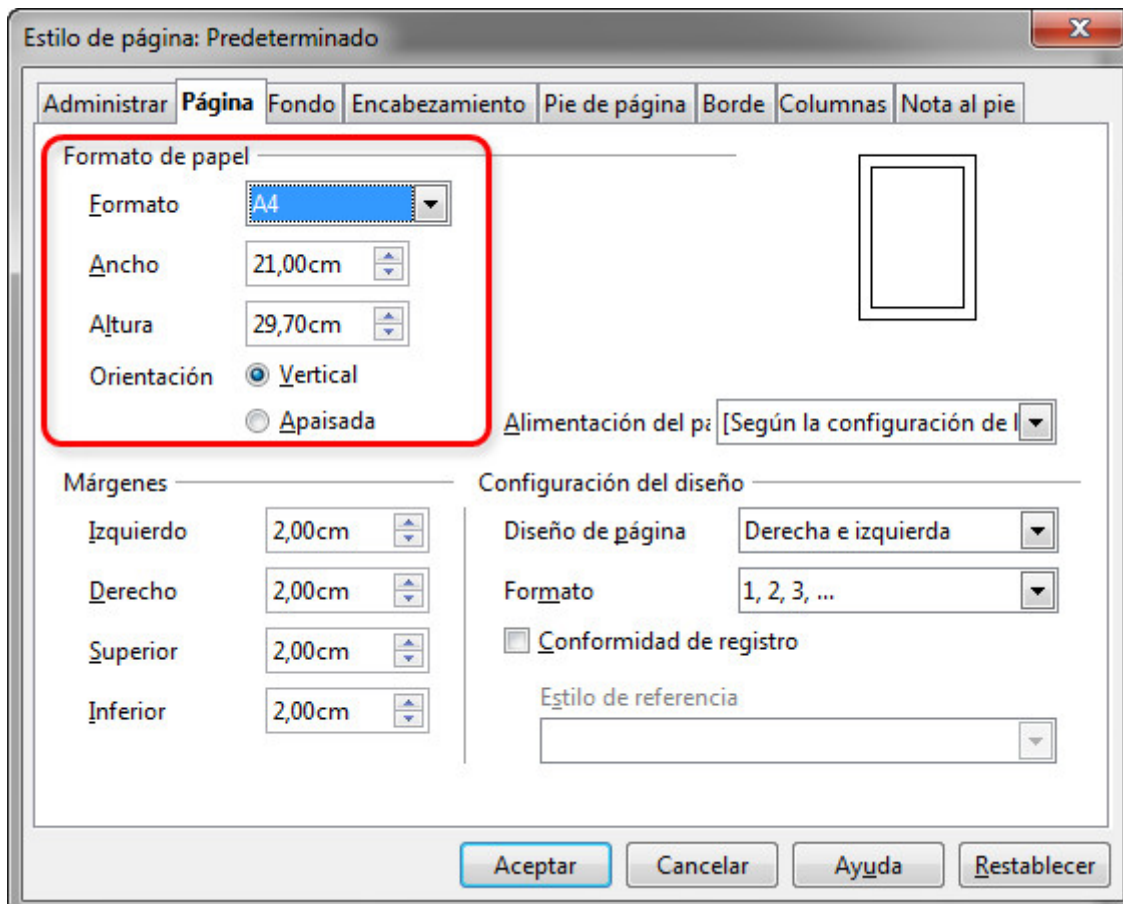 Estilo de página: Predeterminado
Administrar Página Fondo Encabezamiento Pie de página Borde Columnas Nota al pie
Formato de papel
Formato A4
Ancho 21,00cm
Altura 29,70cm
Orientación Vertical
Apaisada
Alimentación del pa [Según la configuración de l
Márgenes
Izquierdo 2,00cm
Derecho 2,00cm
Superior 2,00cm
Inferior 2,00cm
Configuración del diseño
Diseño de página Derecha e izquierda
Formato 1, 2, 3, ...
Conformidad de registro
Estilo de referencia
Aceptar Cancelar Ayuda Restablecer